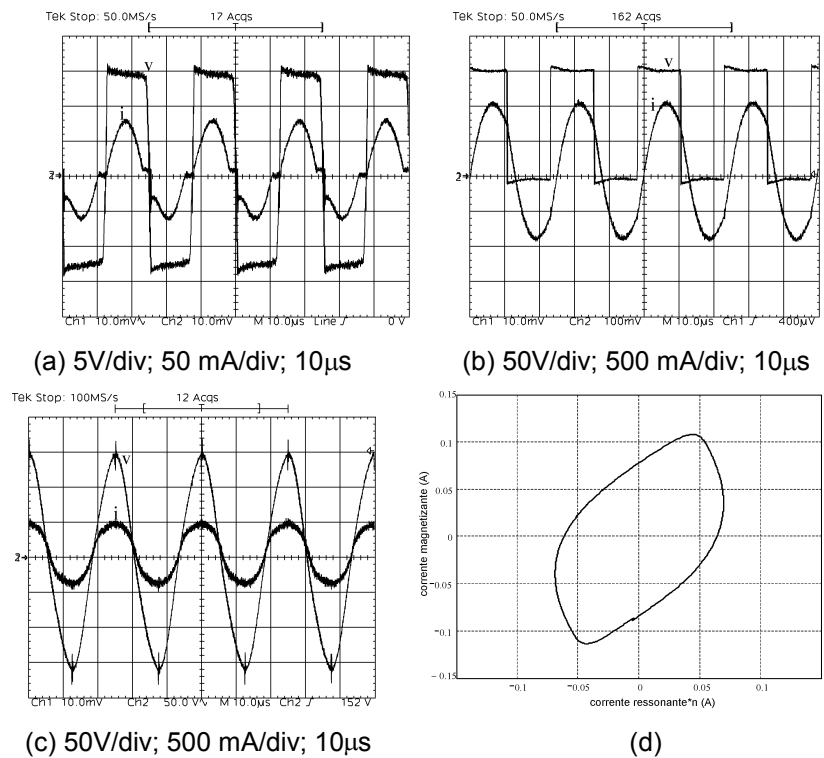 Tek Stop: 50.0MS/s 17 Acqs
v
i
2
Ch1 10.0mV Ch2 10.0mV M 10.0µs Line 0 V
(a) 5V/div; 50 mA/div; 10µs
Tek Stop: 50.0MS/s 162 Acqs
v
i
2
Ch1 10.0mV Ch2 100mV M 10.0µs Ch1 400µV
(b) 50V/div; 500 mA/div; 10µs
Tek Stop: 100MS/s 12 Acqs
v
i
2
Ch1 10.0mV Ch2 50.0 V M 10.0µs Ch2 152 V
(c) 50V/div; 500 mA/div; 10µs
0.15
0.1
0.05
0
-0.05
-0.1
-0.15
corrente magnetizante (A)
-0.1 -0.05 0 0.05 0.1
corrente ressonante*n (A)
(d)